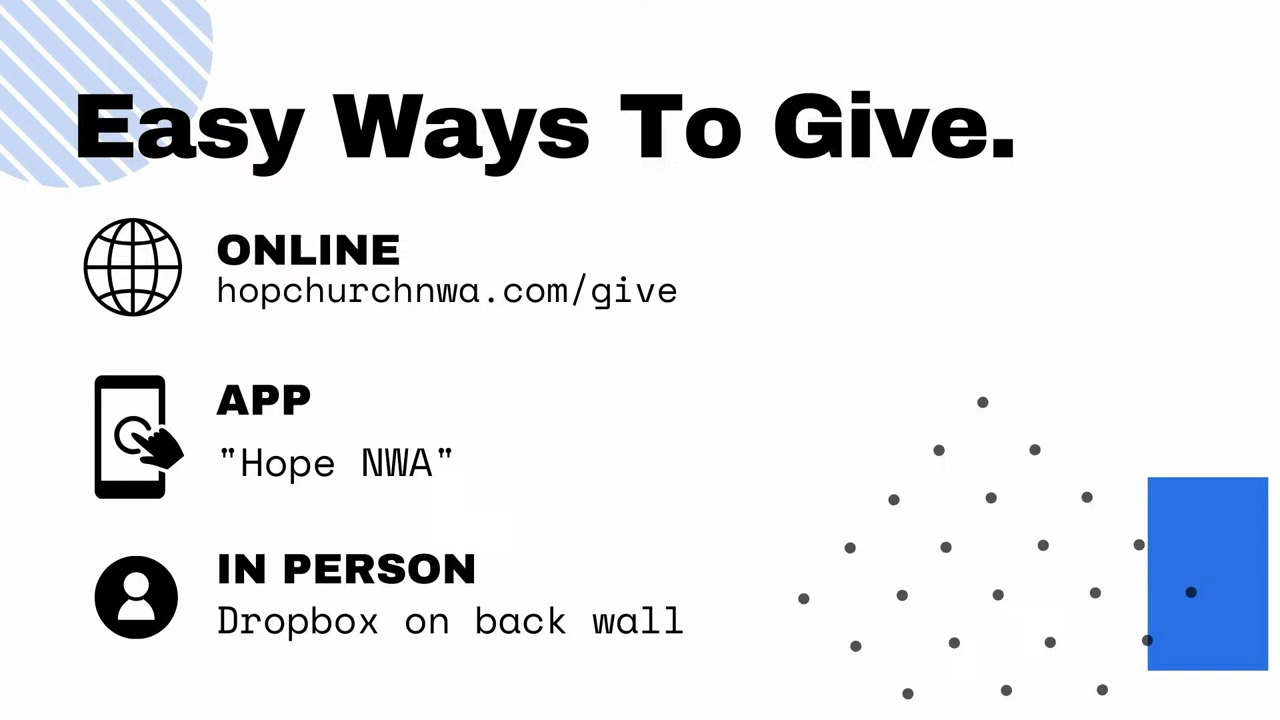 Easy Ways To Give.
ONLINE
hopchurchnwa.com/give
APP
"Hope NWA"
IN PERSON
Dropbox on back wall